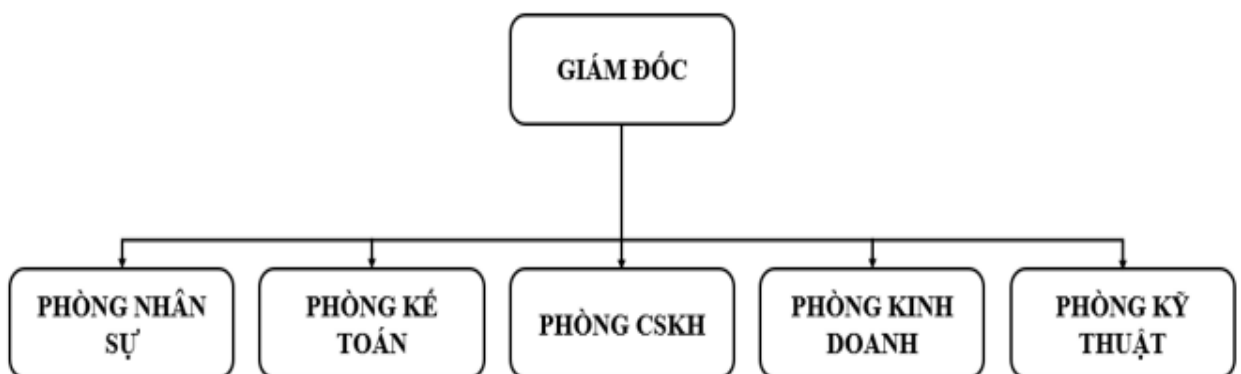 GIÁM ĐỐC
PHÒNG NHÂN
SỰ
PHÒNG KẾ
TOÁN
PHÒNG CSKH
PHÒNG KINH
DOANH
PHÒNG KỸ
THUẬT